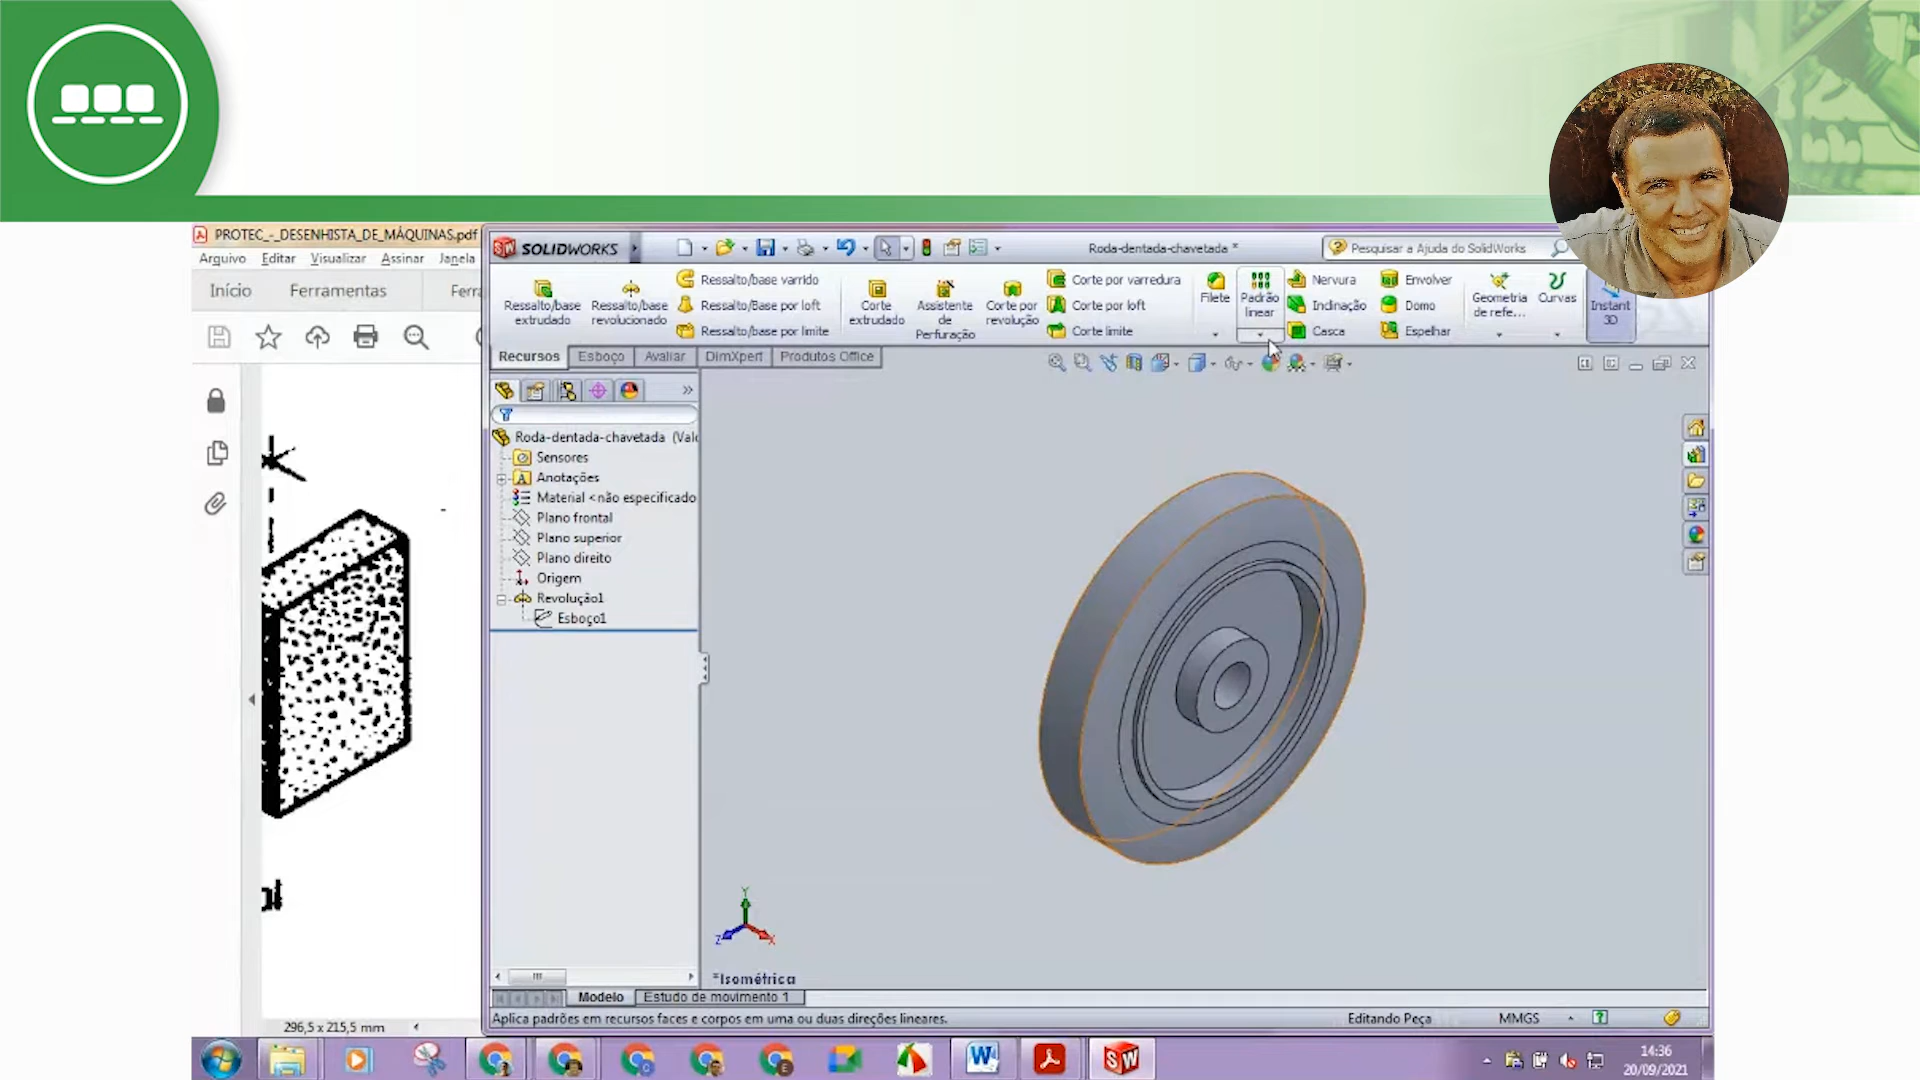 PROTEC_-_DESENHISTA_DE_MÁQUINAS.pdf
Arquivo Editar Visualizar Assinar Janela
Início Ferramentas
296,5 x 215,5 mm
SOLIDWORKS
Roda-dentada-chavetada *
Pesquisar a Ajuda do SolidWorks
Ressalto/base extrudado
Ressalto/base revolucionado
Ressalto/base varrido
Ressalto/Base por loft
Ressalto/base por limite
Corte extrudado
Assistente de Perfuração
Corte por revolução
Corte por varredura
Corte por loft
Corte limite
Filete
Padrão linear
Nervura
Inclinação
Casca
Envolver
Domo
Espelhar
Geometria de refe...
Curvas
Instant 3D
Recursos Esboço Avaliar DimXpert Produtos Office
Roda-dentada-chavetada
Sensores
Anotações
Material <não especificado
Plano frontal
Plano superior
Plano direito
Origem
Revolução1
Esboço1
Y
Z
X
*Isométrica
Modelo Estudo de movimento 1
Aplica padrões em recursos faces e corpos em uma ou duas direções lineares.
Editando Peça
MMGS
14:36
20/09/2021